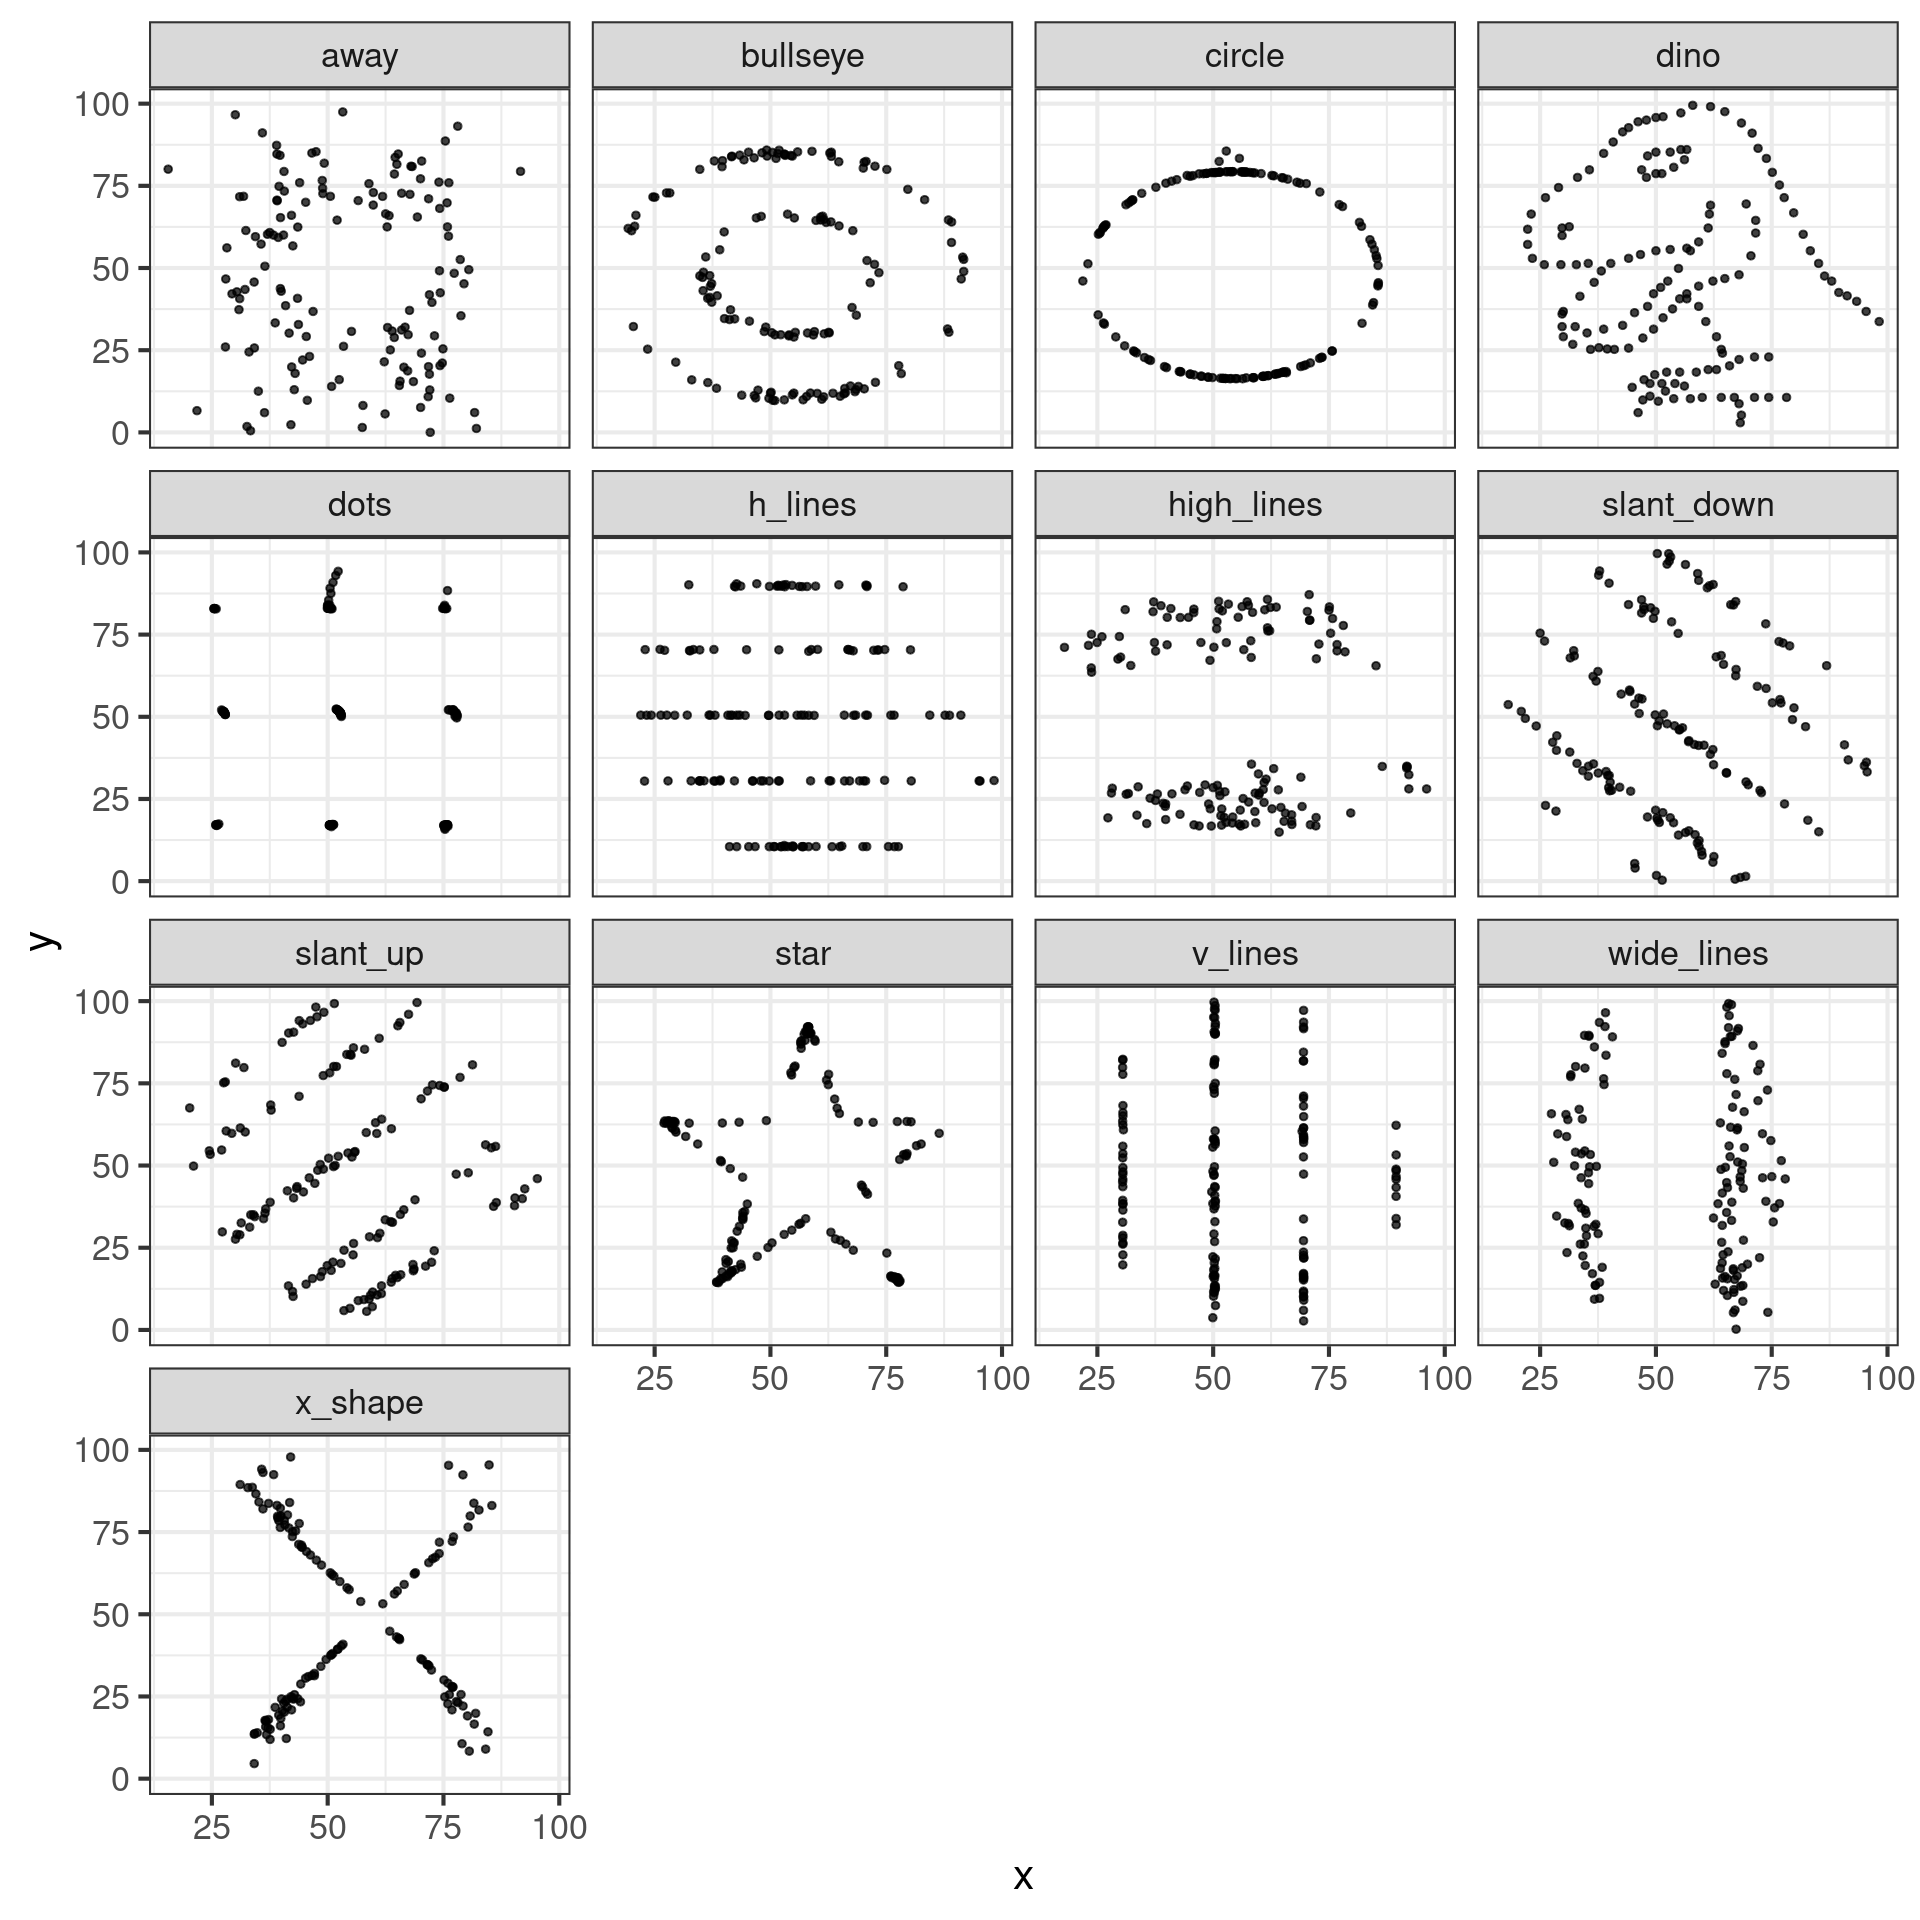 away bullseye circle dino
100
75
50
25
0
dots h_lines high_lines slant_down
100
75
50
25
0
slant_up star v_lines wide_lines
y
100
75
50
25
0
25 50 75 100 25 50 75 100 25 50 75 100
x_shape
100
75
50
25
0
25 50 75 100
x